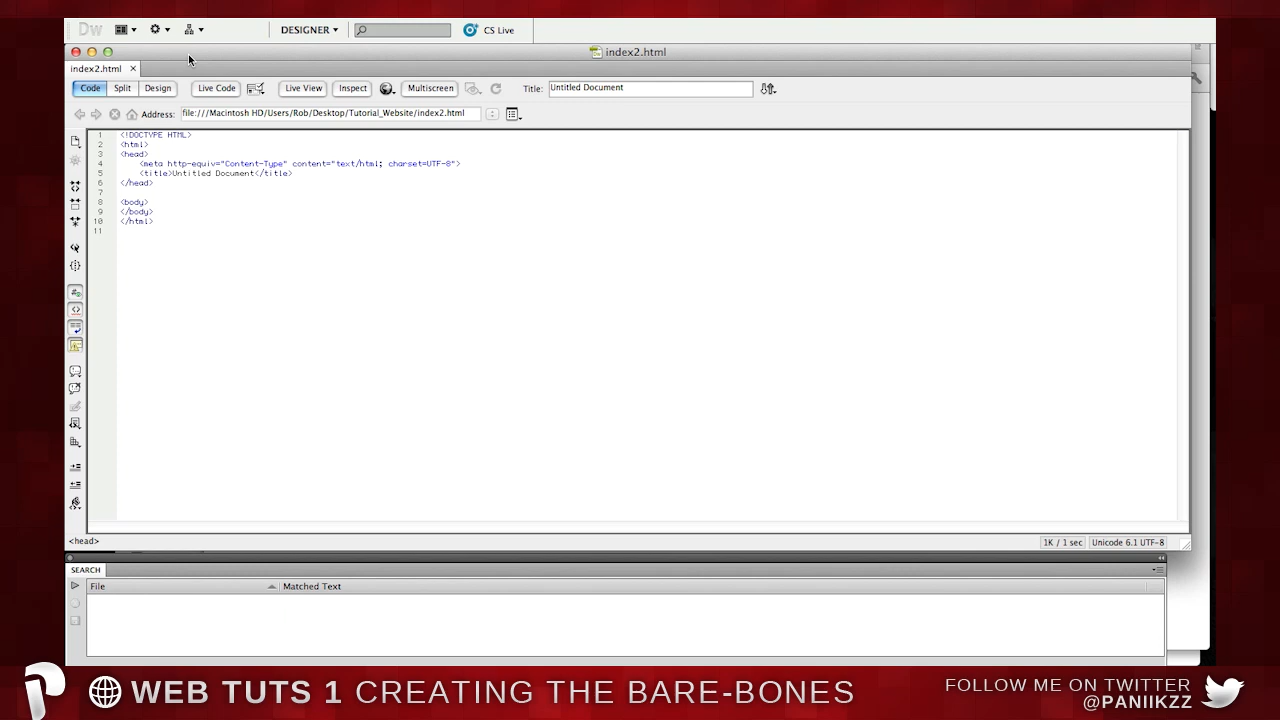 Dw DESIGNER CS Live
index2.html
index2.html
Code Split Design Live Code Live View Inspect Multiscreen Title: Untitled Document
Address: file:///Macintosh HD/Users/Rob/Desktop/Tutorial_Website/index2.html
1 <!DOCTYPE HTML>
2 <html>
3 <head>
4 <meta http-equiv="Content-Type" content="text/html; charset=UTF-8">
5 <title>Untitled Document</title>
6 </head>
7
8 <body>
9 </body>
10 </html>
11
<head> 1K / 1 sec Unicode 6.1 UTF-8
SEARCH
File Matched Text
WEB TUTS 1 CREATING THE BARE-BONES
FOLLOW ME ON TWITTER
@PANIIKZZ